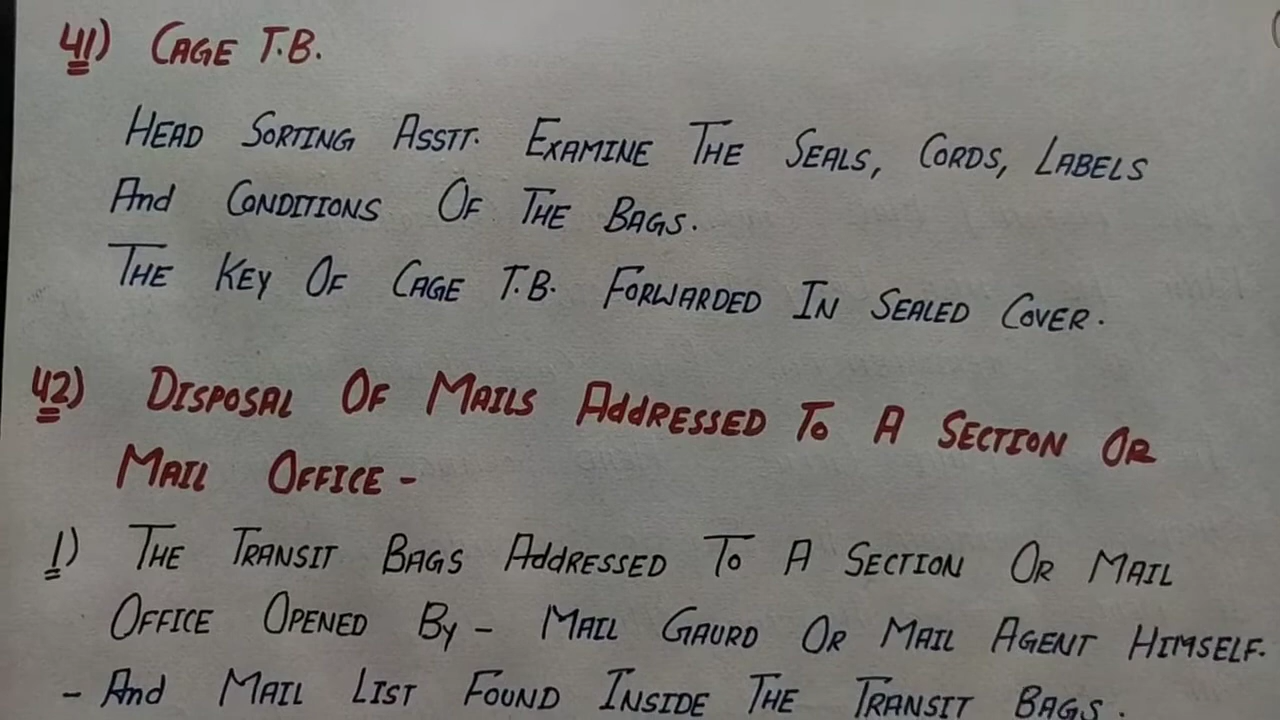 41) CAGE T.B.
HEAD SORTING ASSTT. EXAMINE THE SEALS, CORDS, LABELS
And CONDITIONS OF THE BAGS.
THE KEY OF CAGE T.B. FORWARDED IN SEALED COVER.
42) DISPOSAL OF MAILS AddRESSED TO A SECTION OR
MAIL OFFICE -
1) THE TRANSIT BAGS AddRESSED TO A SECTION OR MAIL
OFFICE OPENED By - MAIL GAURD OR MAIL AGENT HIMSELF.
- And MAIL LIST FOUND INSIDE THE TRANSIT BAGS.